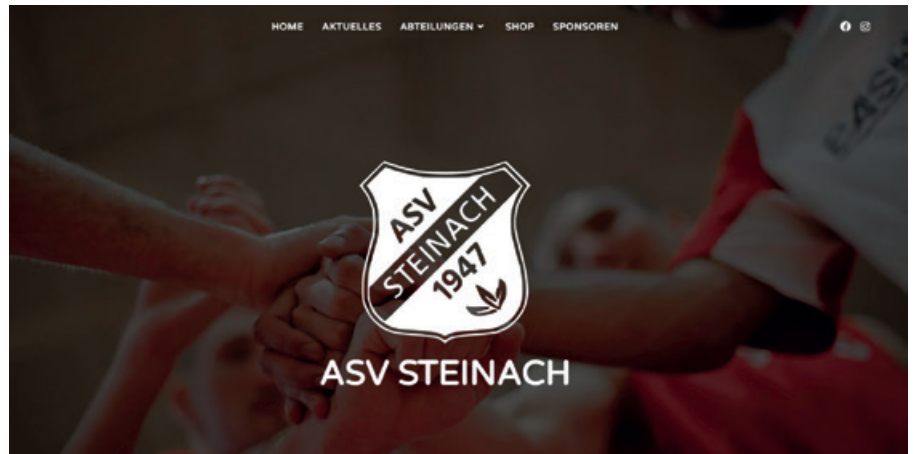 HOME AKTUELLES ABTEILUNGEN SHOP SPONSOREN
ASV
STEINACH
1947
ASV STEINACH